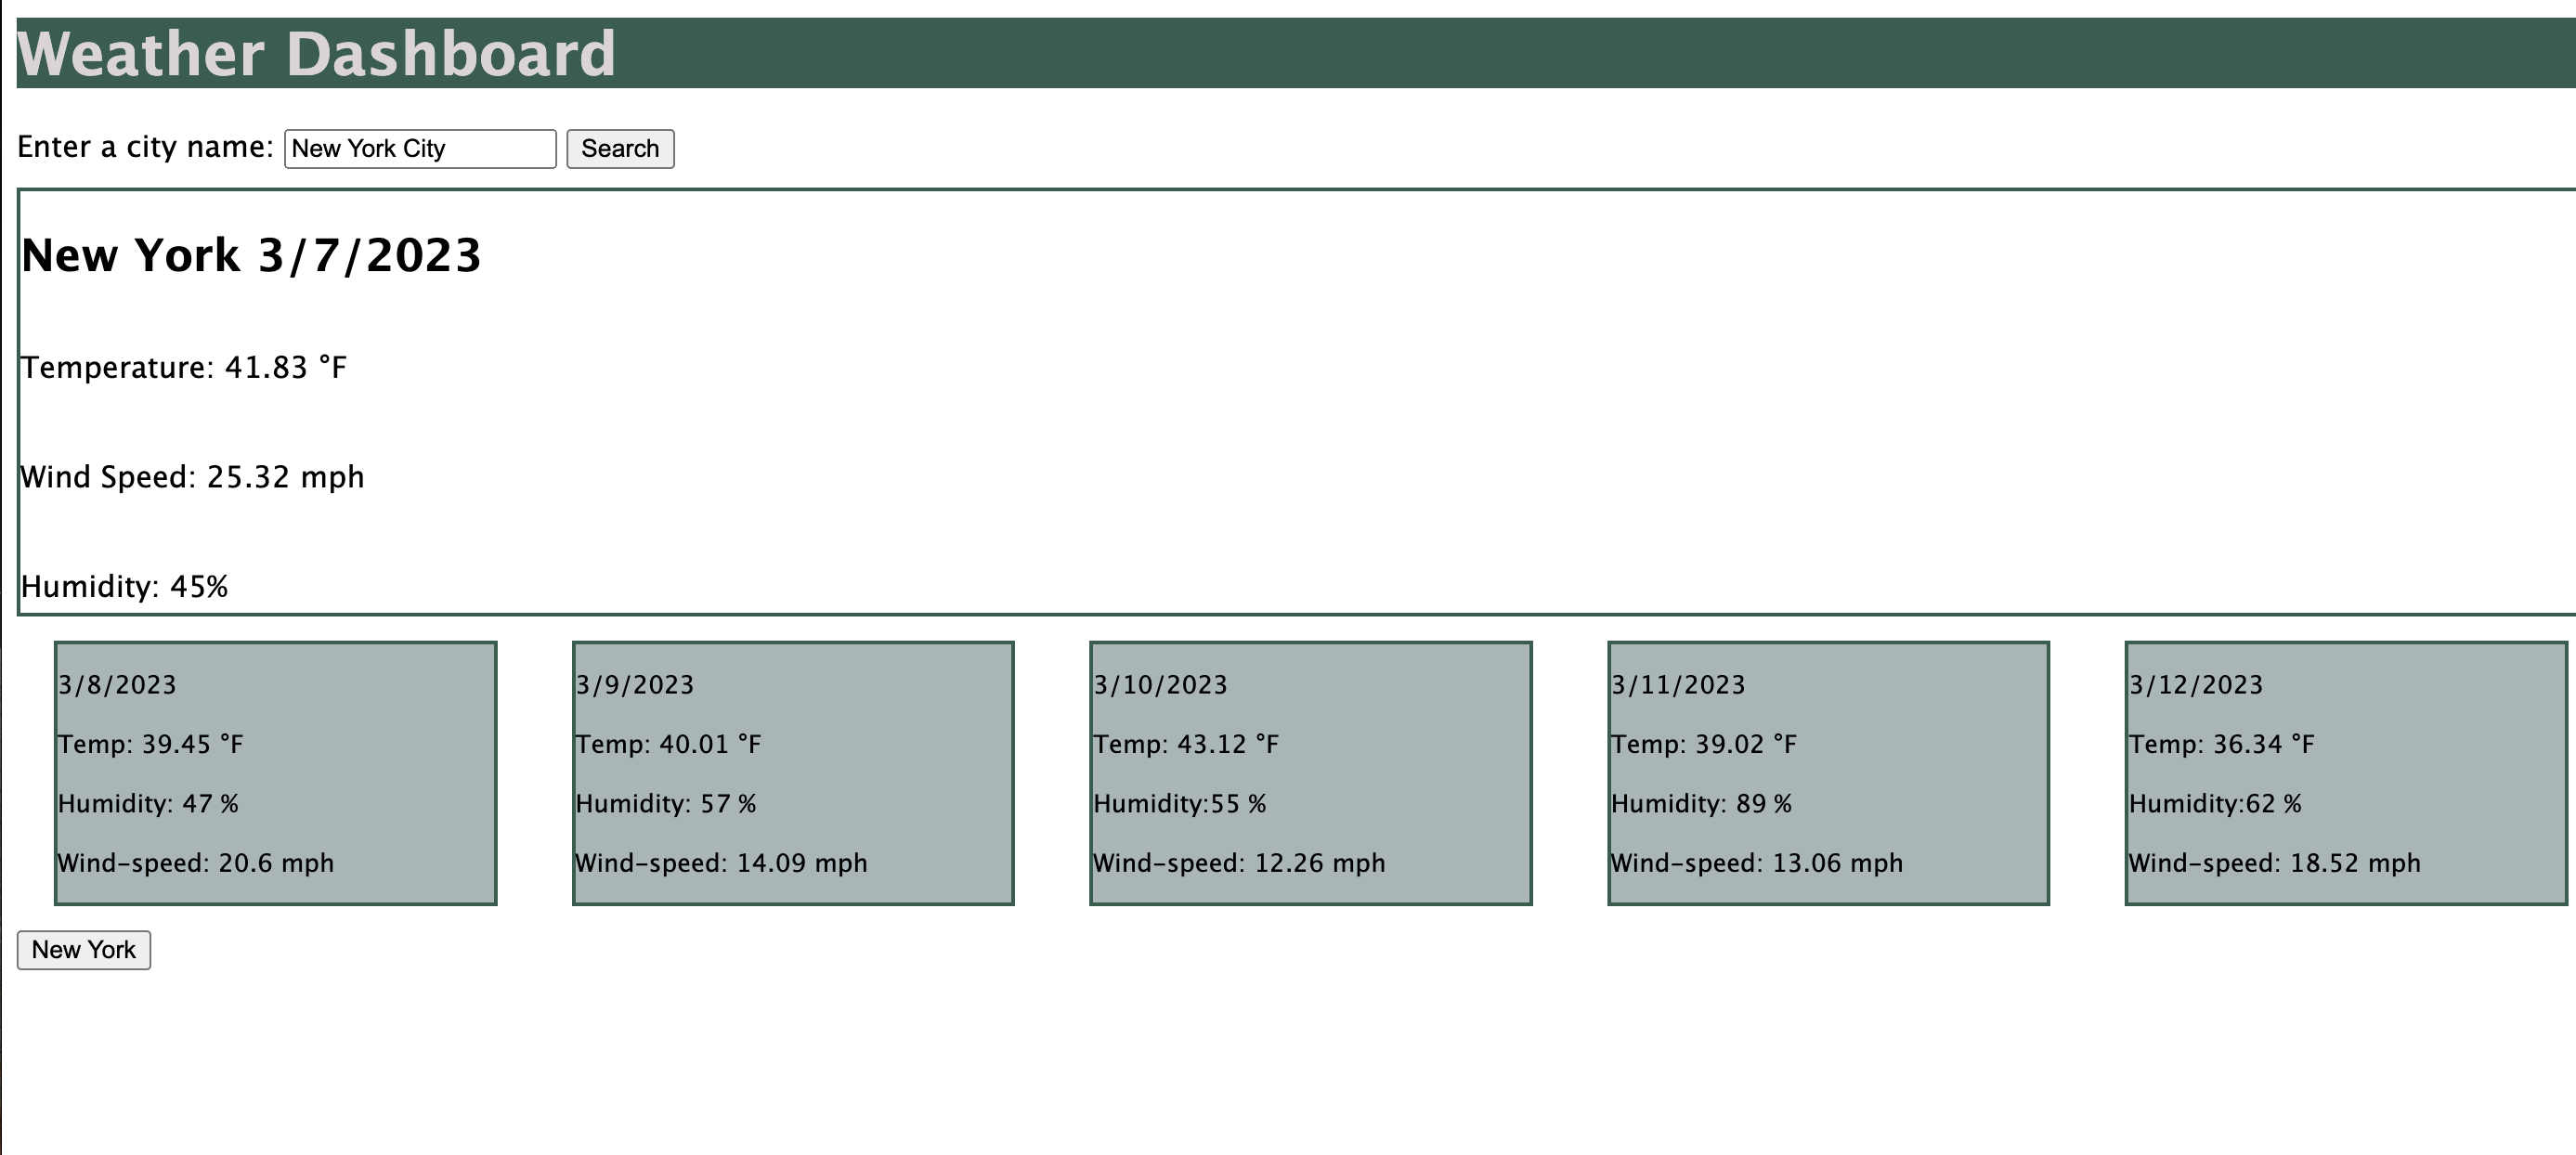 Weather Dashboard
Enter a city name: New York City Search
New York 3/7/2023
Temperature: 41.83 °F
Wind Speed: 25.32 mph
Humidity: 45%
3/8/2023
Temp: 39.45 °F
Humidity: 47 %
Wind-speed: 20.6 mph
3/9/2023
Temp: 40.01 °F
Humidity: 57 %
Wind-speed: 14.09 mph
3/10/2023
Temp: 43.12 °F
Humidity:55 %
Wind-speed: 12.26 mph
3/11/2023
Temp: 39.02 °F
Humidity: 89 %
Wind-speed: 13.06 mph
3/12/2023
Temp: 36.34 °F
Humidity:62 %
Wind-speed: 18.52 mph
New York